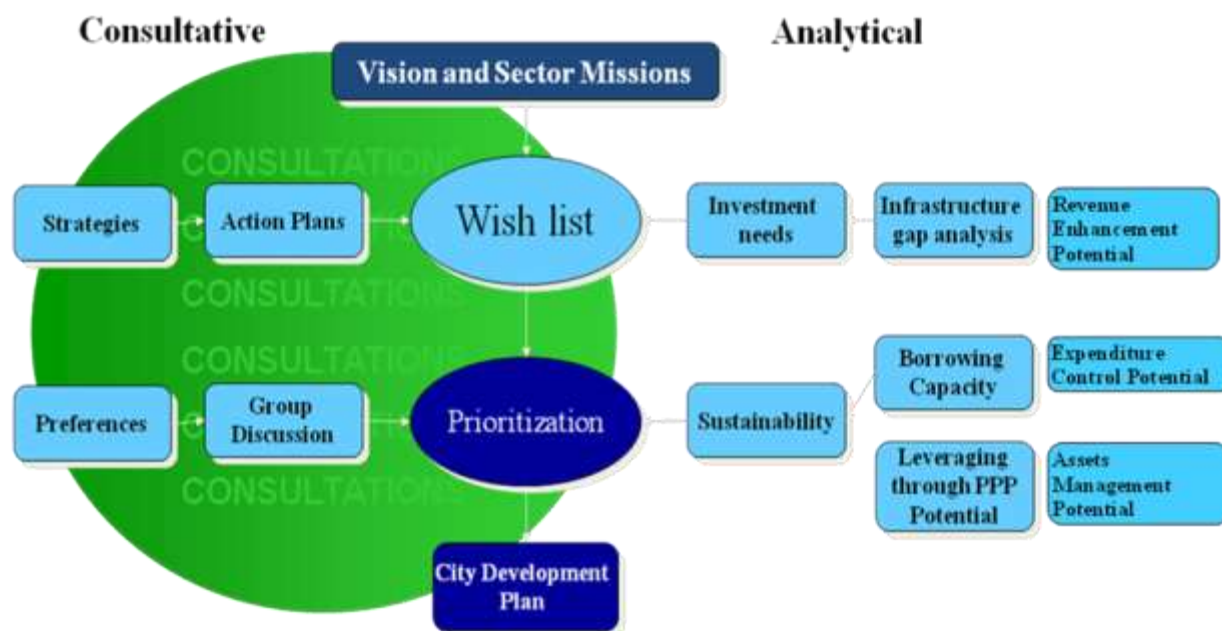 Consultative
Analytical
Vision and Sector Missions
CONSULTATIONS
Strategies
Action Plans
Wish list
Investment
needs
Infrastructure
gap analysis
Revenue
Enhancement
Potential
CONSULTATIONS
CONSULTATIONS
Preferences
Group
Discussion
Prioritization
Sustainability
Borrowing
Capacity
Expenditure
Control Potential
Leveraging
through PPP
Potential
Assets
Management
Potential
CONSULTATIONS
City Development
Plan